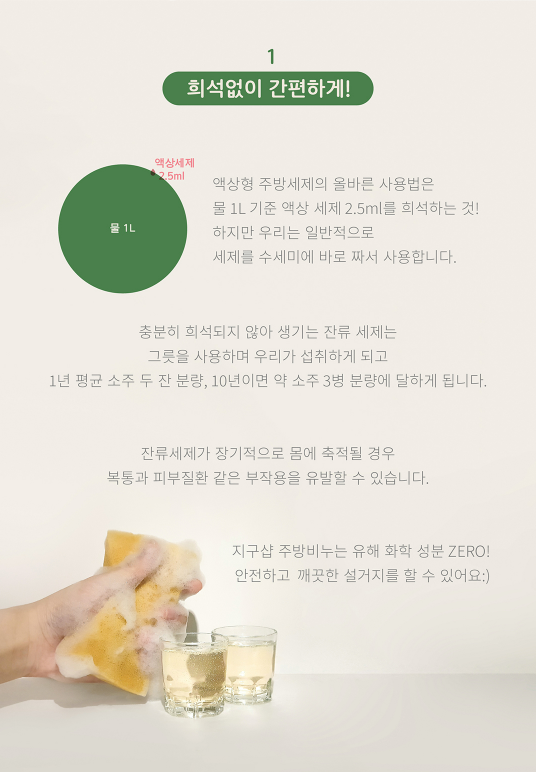 1
희석없이 간편하게!
액상세제
2.5ml
물 1L
액상형 주방세제의 올바른 사용법은
물 1L 기준 액상 세제 2.5ml를 희석하는 것!
하지만 우리는 일반적으로
세제를 수세미에 바로 짜서 사용합니다.
충분히 희석되지 않아 생기는 잔류 세제는
그릇을 사용하며 우리가 섭취하게 되고
1년 평균 소주 두 잔 분량, 10년이면 약 소주 3병 분량에 달하게 됩니다.
잔류세제가 장기적으로 몸에 축적될 경우
복통과 피부질환 같은 부작용을 유발할 수 있습니다.
지구샵 주방비누는 유해 화학 성분 ZERO!
안전하고 깨끗한 설거지를 할 수 있어요:)